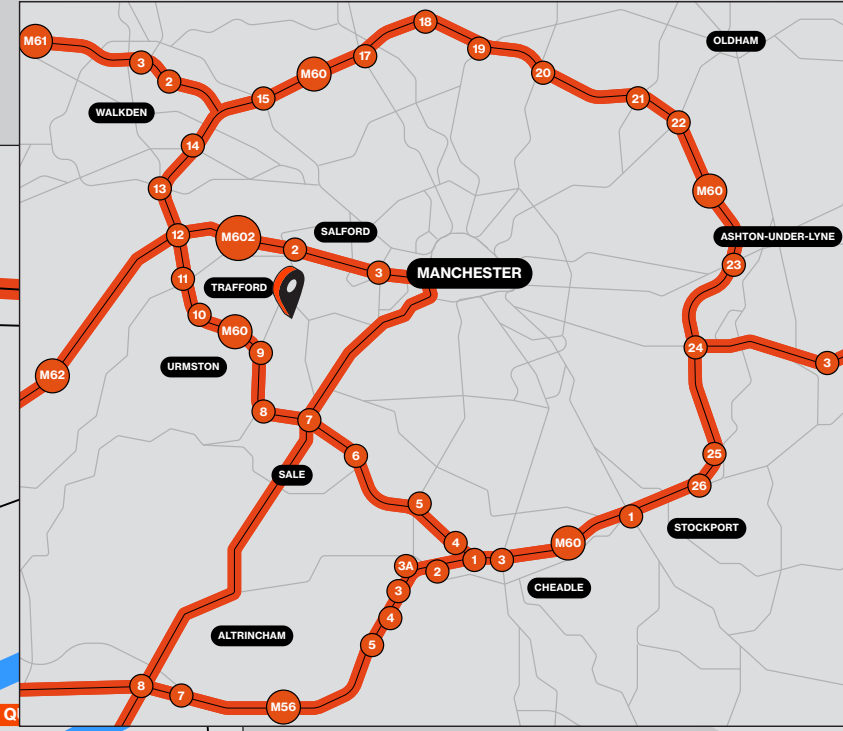 18
M61
OLDHAM
19
17
3
M60
20
2
15
21
WALKDEN
22
14
13
M60
SALFORD
12
M602
ASHTON-UNDER-LYNE
2
23
3
MANCHESTER
11
TRAFFORD
10
M60
24
9
3
URMSTON
M62
8
7
25
6
SALE
26
5
1
STOCKPORT
4
M60
1
3
3A
2
CHEADLE
3
4
ALTRINCHAM
5
8
7
M56